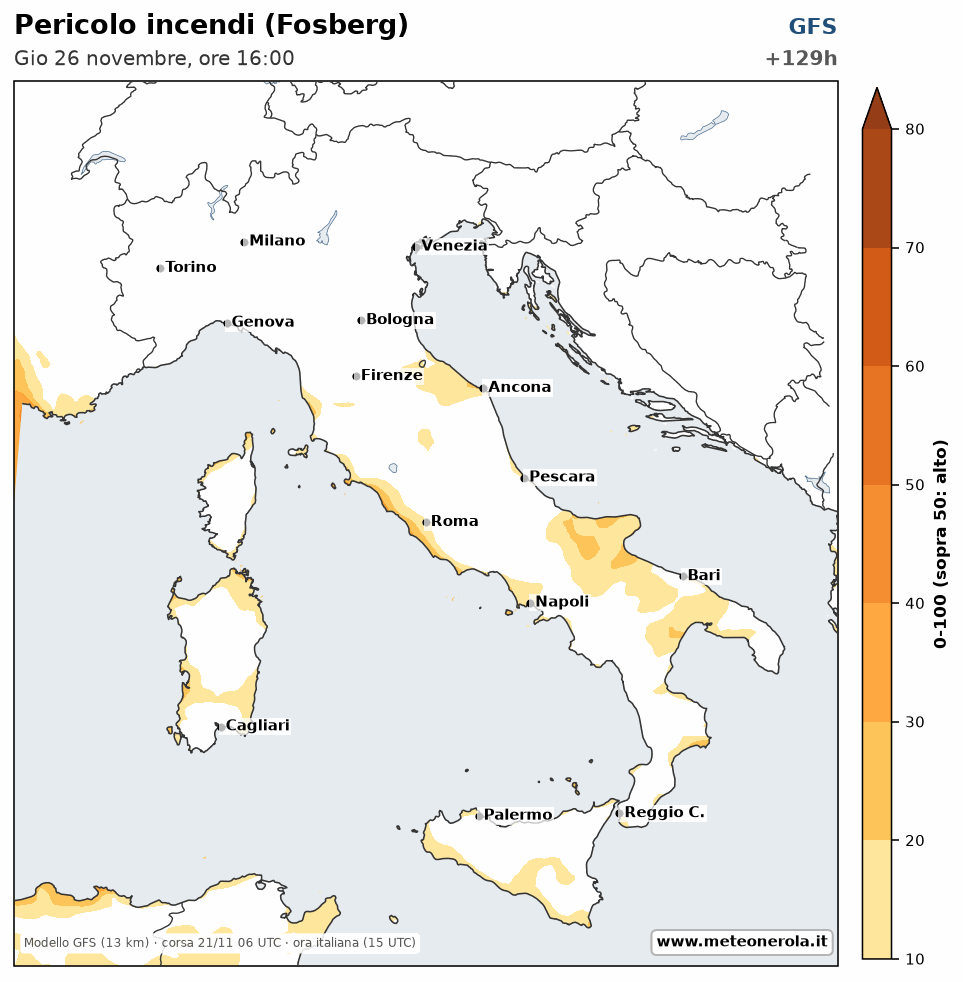 Pericolo incendi (Fosberg)
GFS
Gio 26 novembre, ore 16:00
+129h
Milano
Venezia
Torino
Genova
Bologna
Firenze
Ancona
Pescara
Roma
Bari
Napoli
Cagliari
Palermo
Reggio C.
80
70
60
50
40
30
20
10
0-100 (sopra 50: alto)
Modello GFS (13 km) · corsa 21/11 06 UTC · ora italiana (15 UTC)
www.meteonerola.it